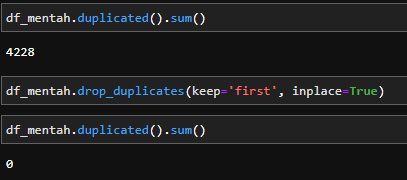 df_mentah.duplicated().sum()
4228
df_mentah.drop_duplicates(keep='first', inplace=True)
df_mentah.duplicated().sum()
0